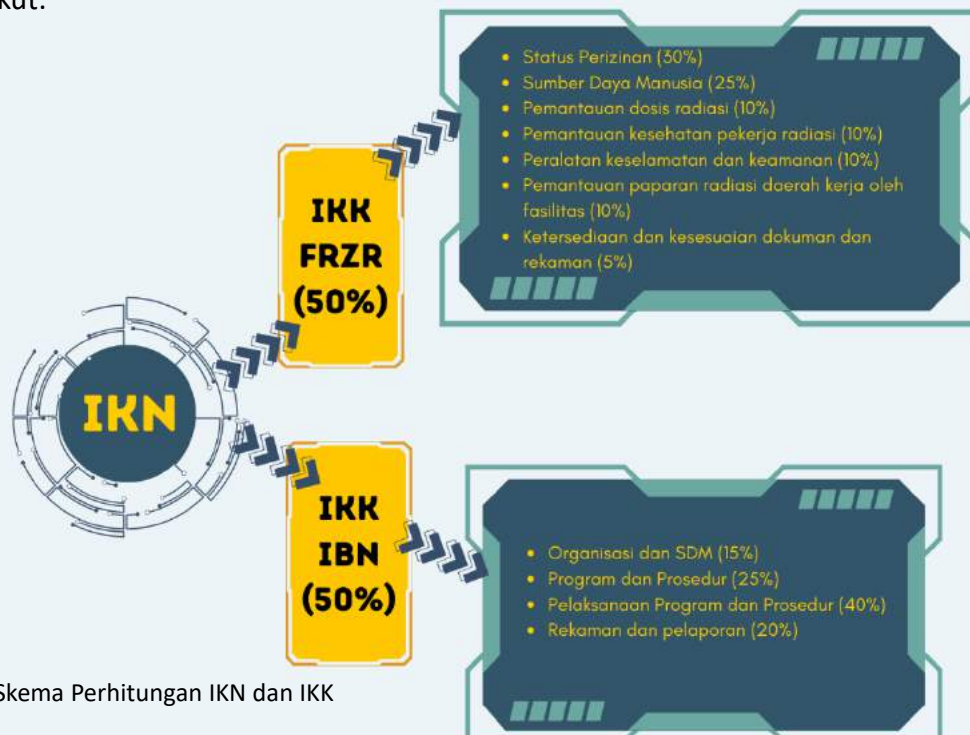 • Status Perizinan (30%)
• Sumber Daya Manusia (25%)
• Pemantauan dosis radiasi (10%)
• Pemantauan kesehatan pekerja radiasi (10%)
• Peralatan keselamatan dan keamanan (10%)
• Pemantauan paparan radiasi daerah kerja oleh
fasilitas (10%)
• Ketersediaan dan kesesuaian dokuman dan
rekaman (5%)
IKK
FRZR
(50%)
IKN
IKK
IBN
(50%)
• Organisasi dan SDM (15%)
• Program dan Prosedur (25%)
• Pelaksanaan Program dan Prosedur (40%)
• Rekaman dan pelaporan (20%)
Skema Perhitungan IKN dan IKK